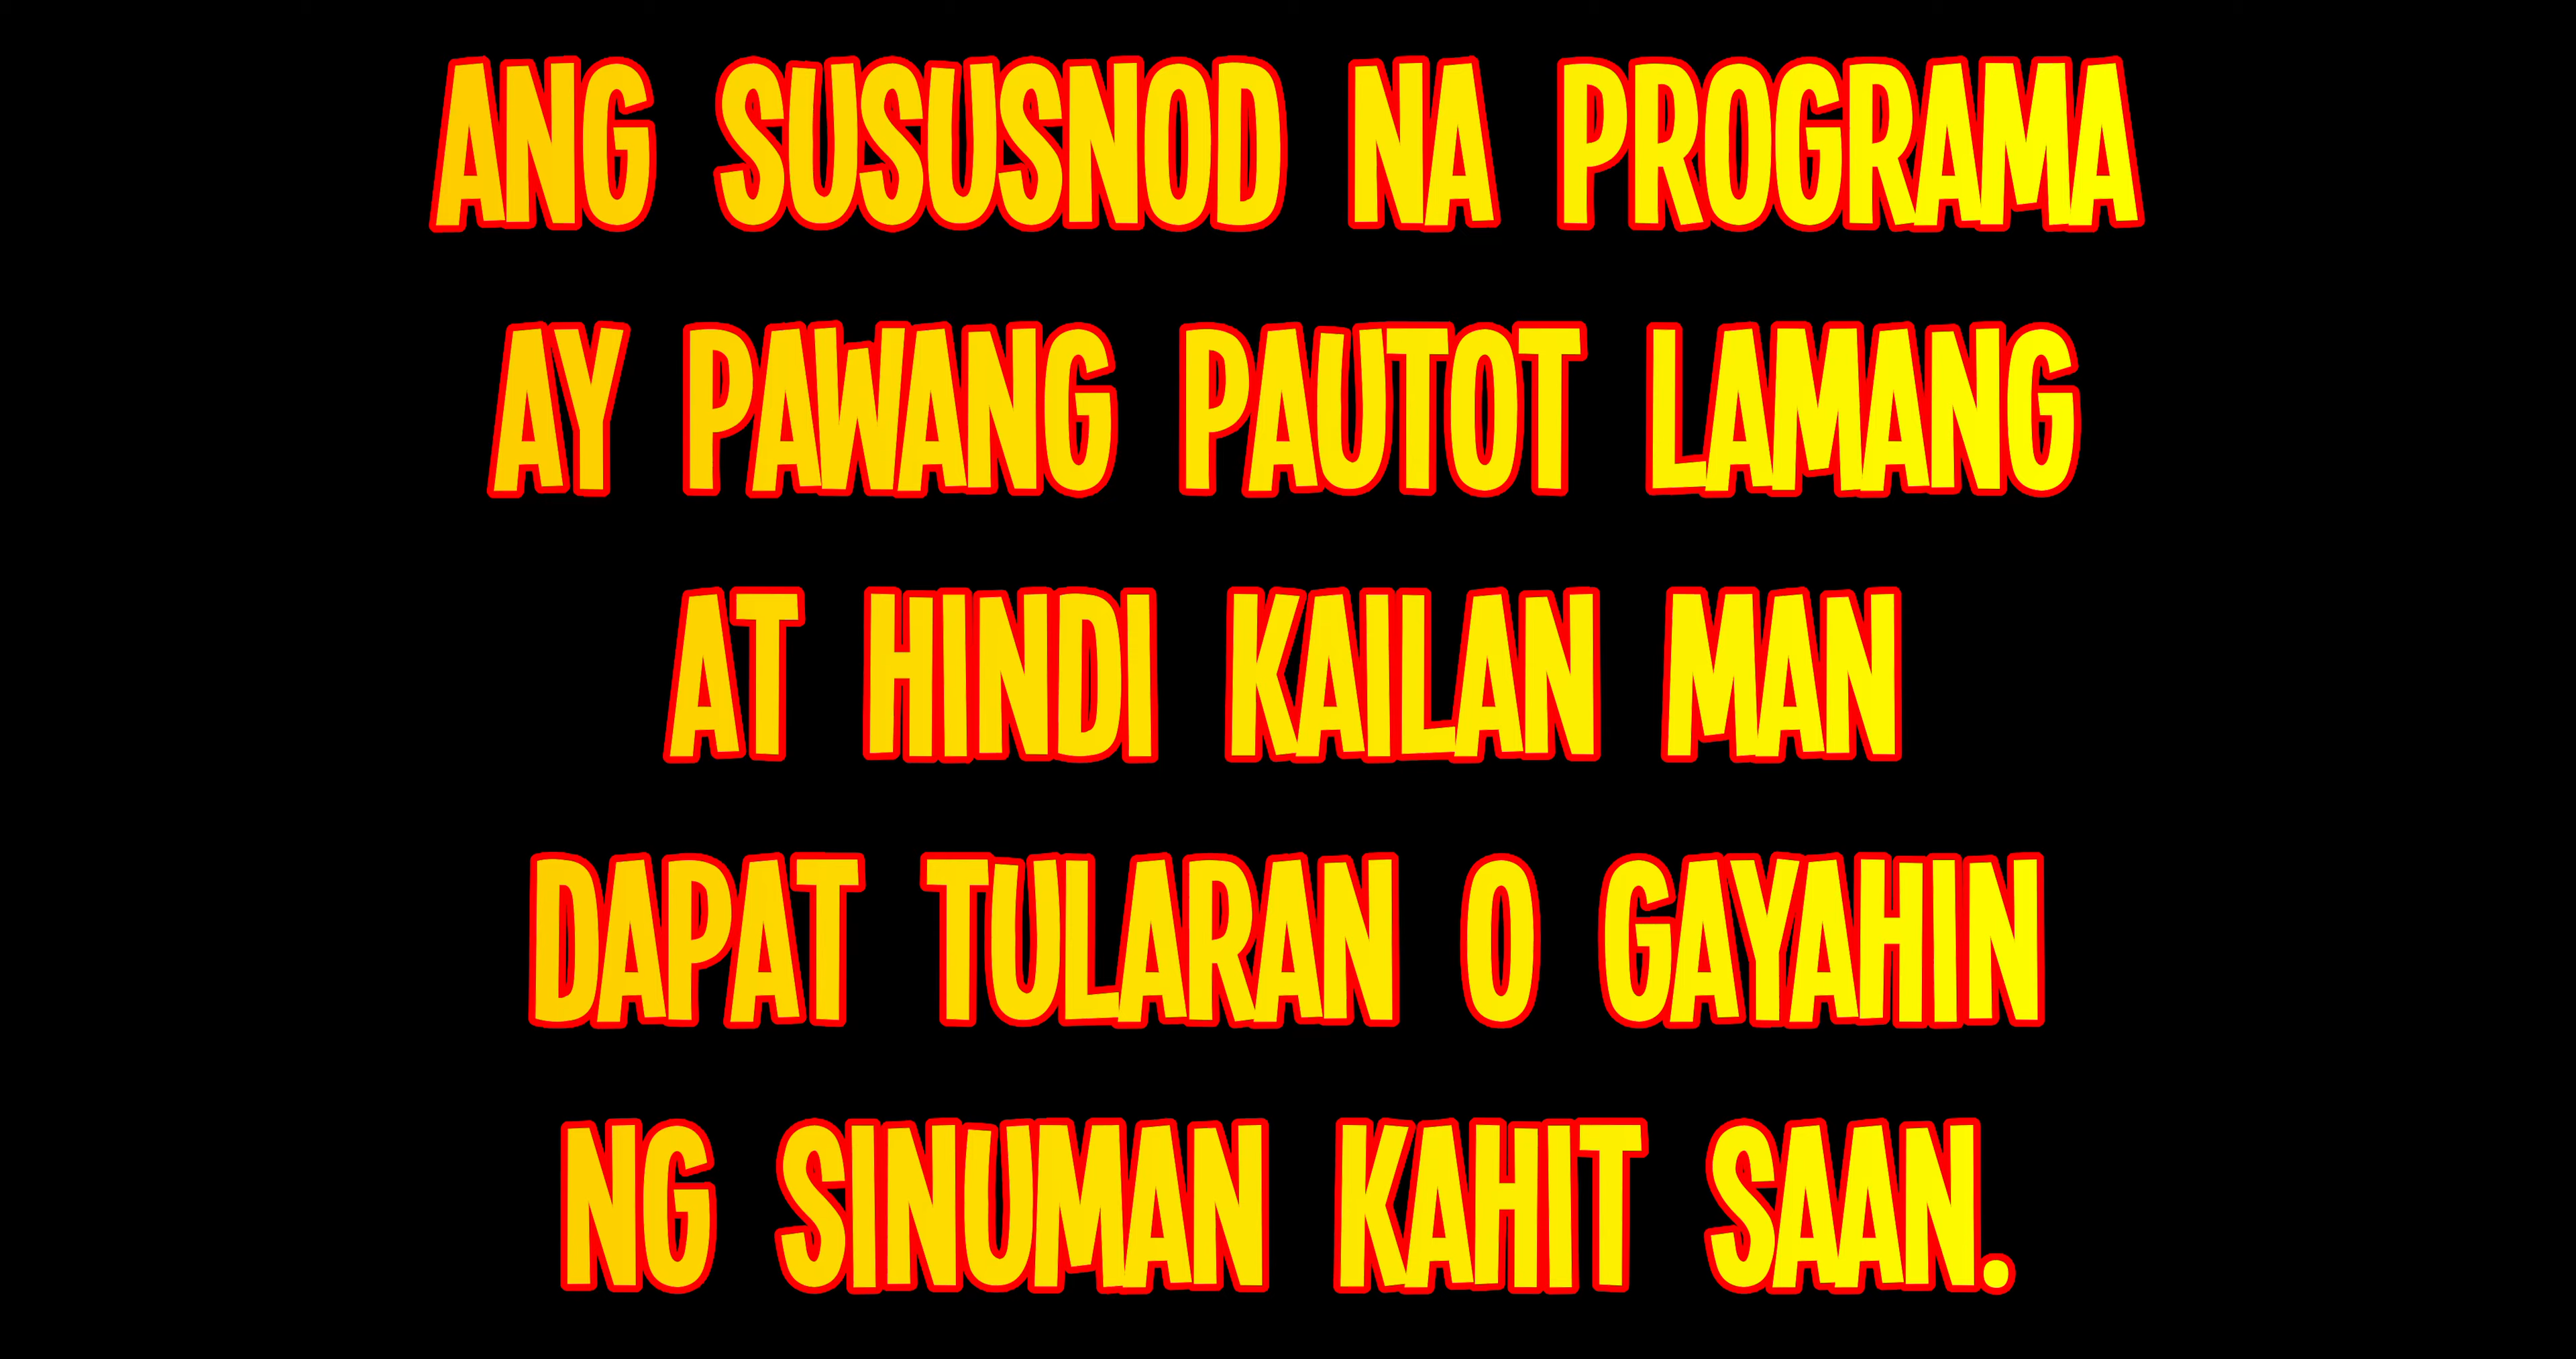 ANG SUSUSNOD NA PROGRAMA
AY PAWANG PAUTOT LAMANG
AT HINDI KAILAN MAN
DAPAT TULARAN O GAYAHIN
NG SINUMAN KAHIT SAAN.